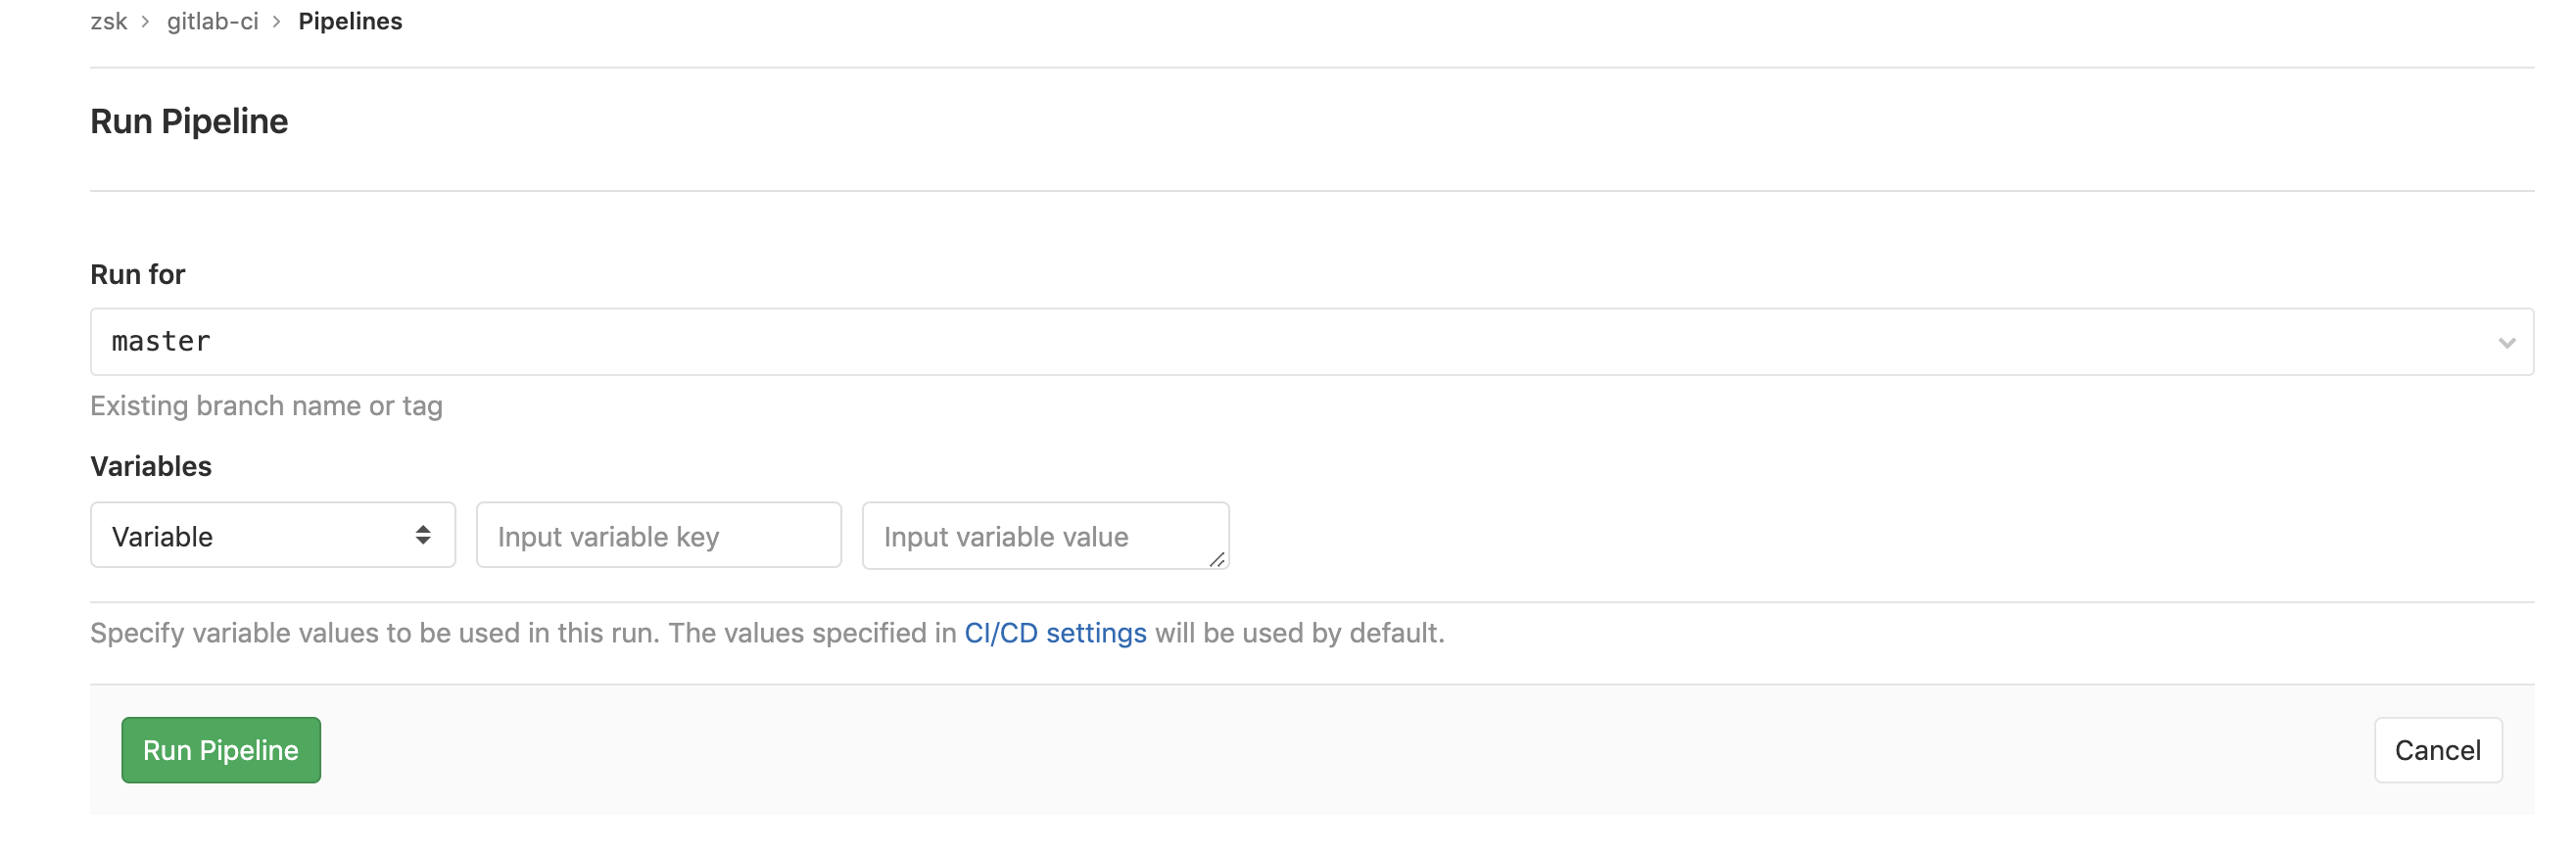 zsk > gitlab-ci > Pipelines
Run Pipeline
Run for
master
Existing branch name or tag
Variables
Variable Input variable key Input variable value
Specify variable values to be used in this run. The values specified in CI/CD settings will be used by default.
Run Pipeline Cancel